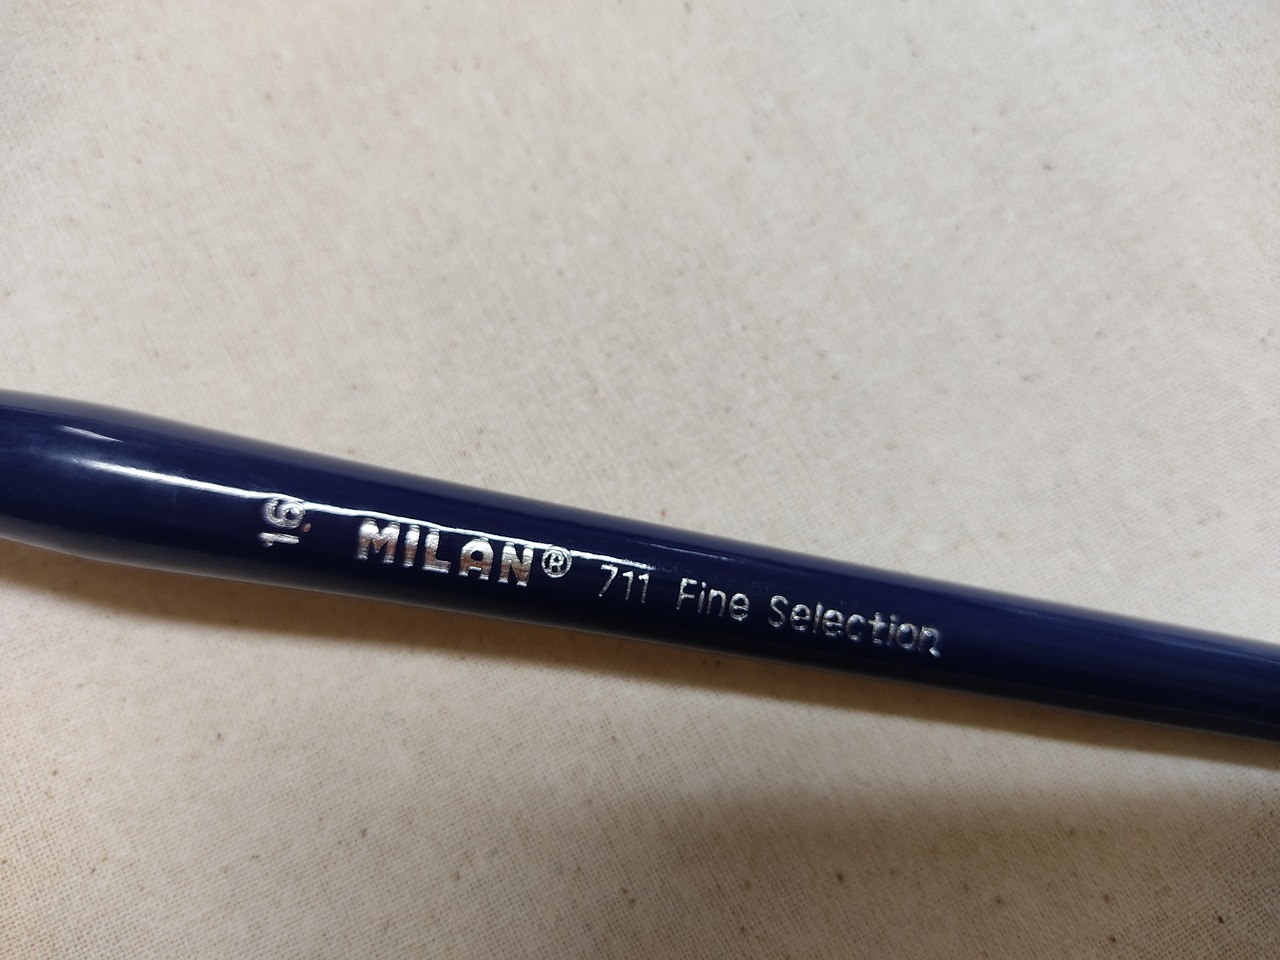 16
MILAN® 711 Fine Selection